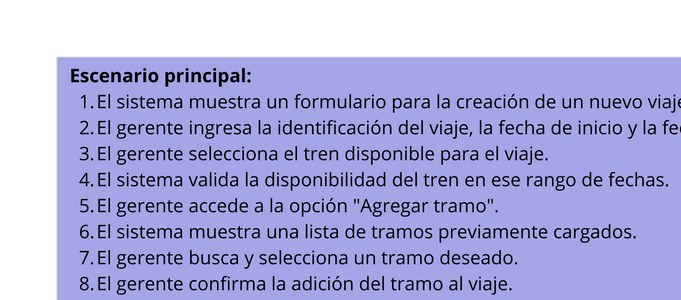 Escenario principal:
1. El sistema muestra un formulario para la creación de un nuevo
2. El gerente ingresa la identificación del viaje, la fecha de inicio y la
3. El gerente selecciona el tren disponible para el viaje.
4. El sistema valida la disponibilidad del tren en ese rango de fechas.
5. El gerente accede a la opción "Agregar tramo".
6. El sistema muestra una lista de tramos previamente cargados.
7. El gerente busca y selecciona un tramo deseado.
8. El gerente confirma la adición del tramo al viaje.